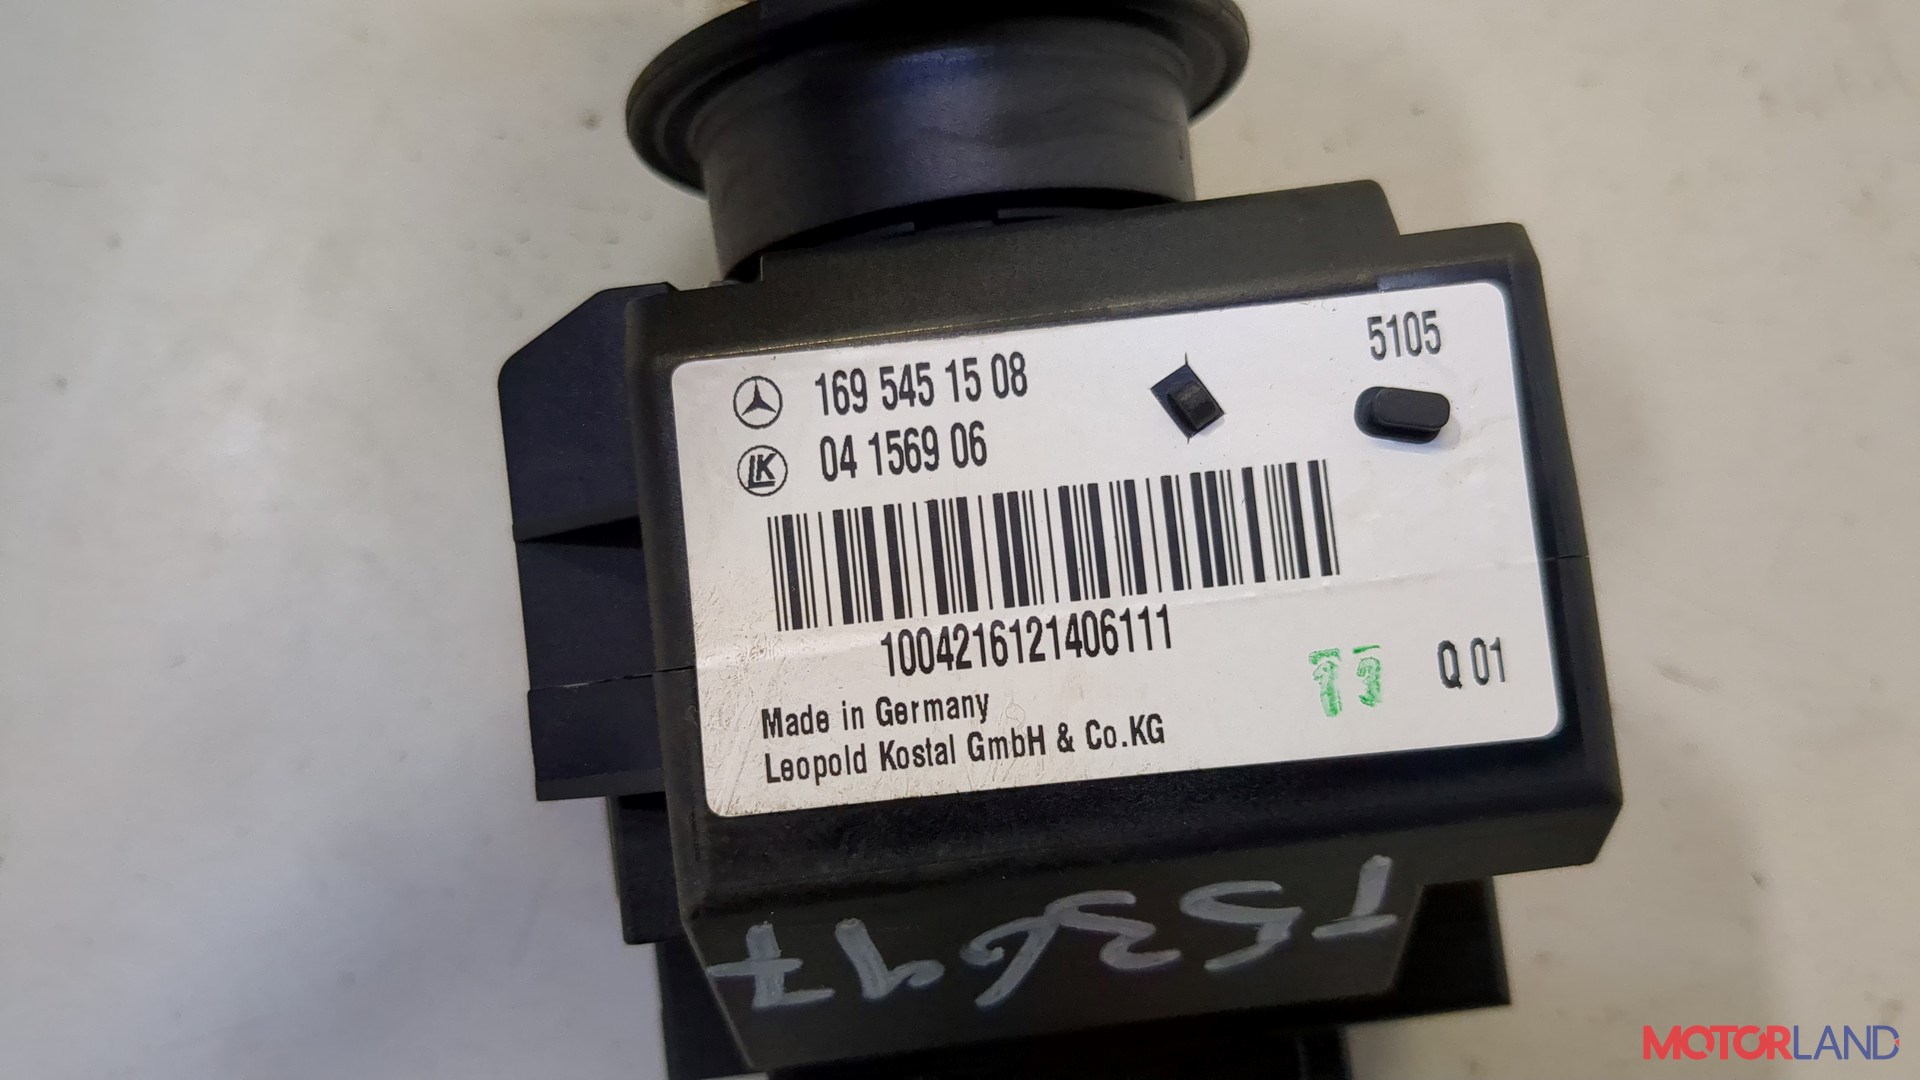 5105
169 545 15 08
LK
04 1569 06
1004216121406111
Made in Germany
Leopold Kostal GmbH & Co.KG
Q 01
MOTORLAND